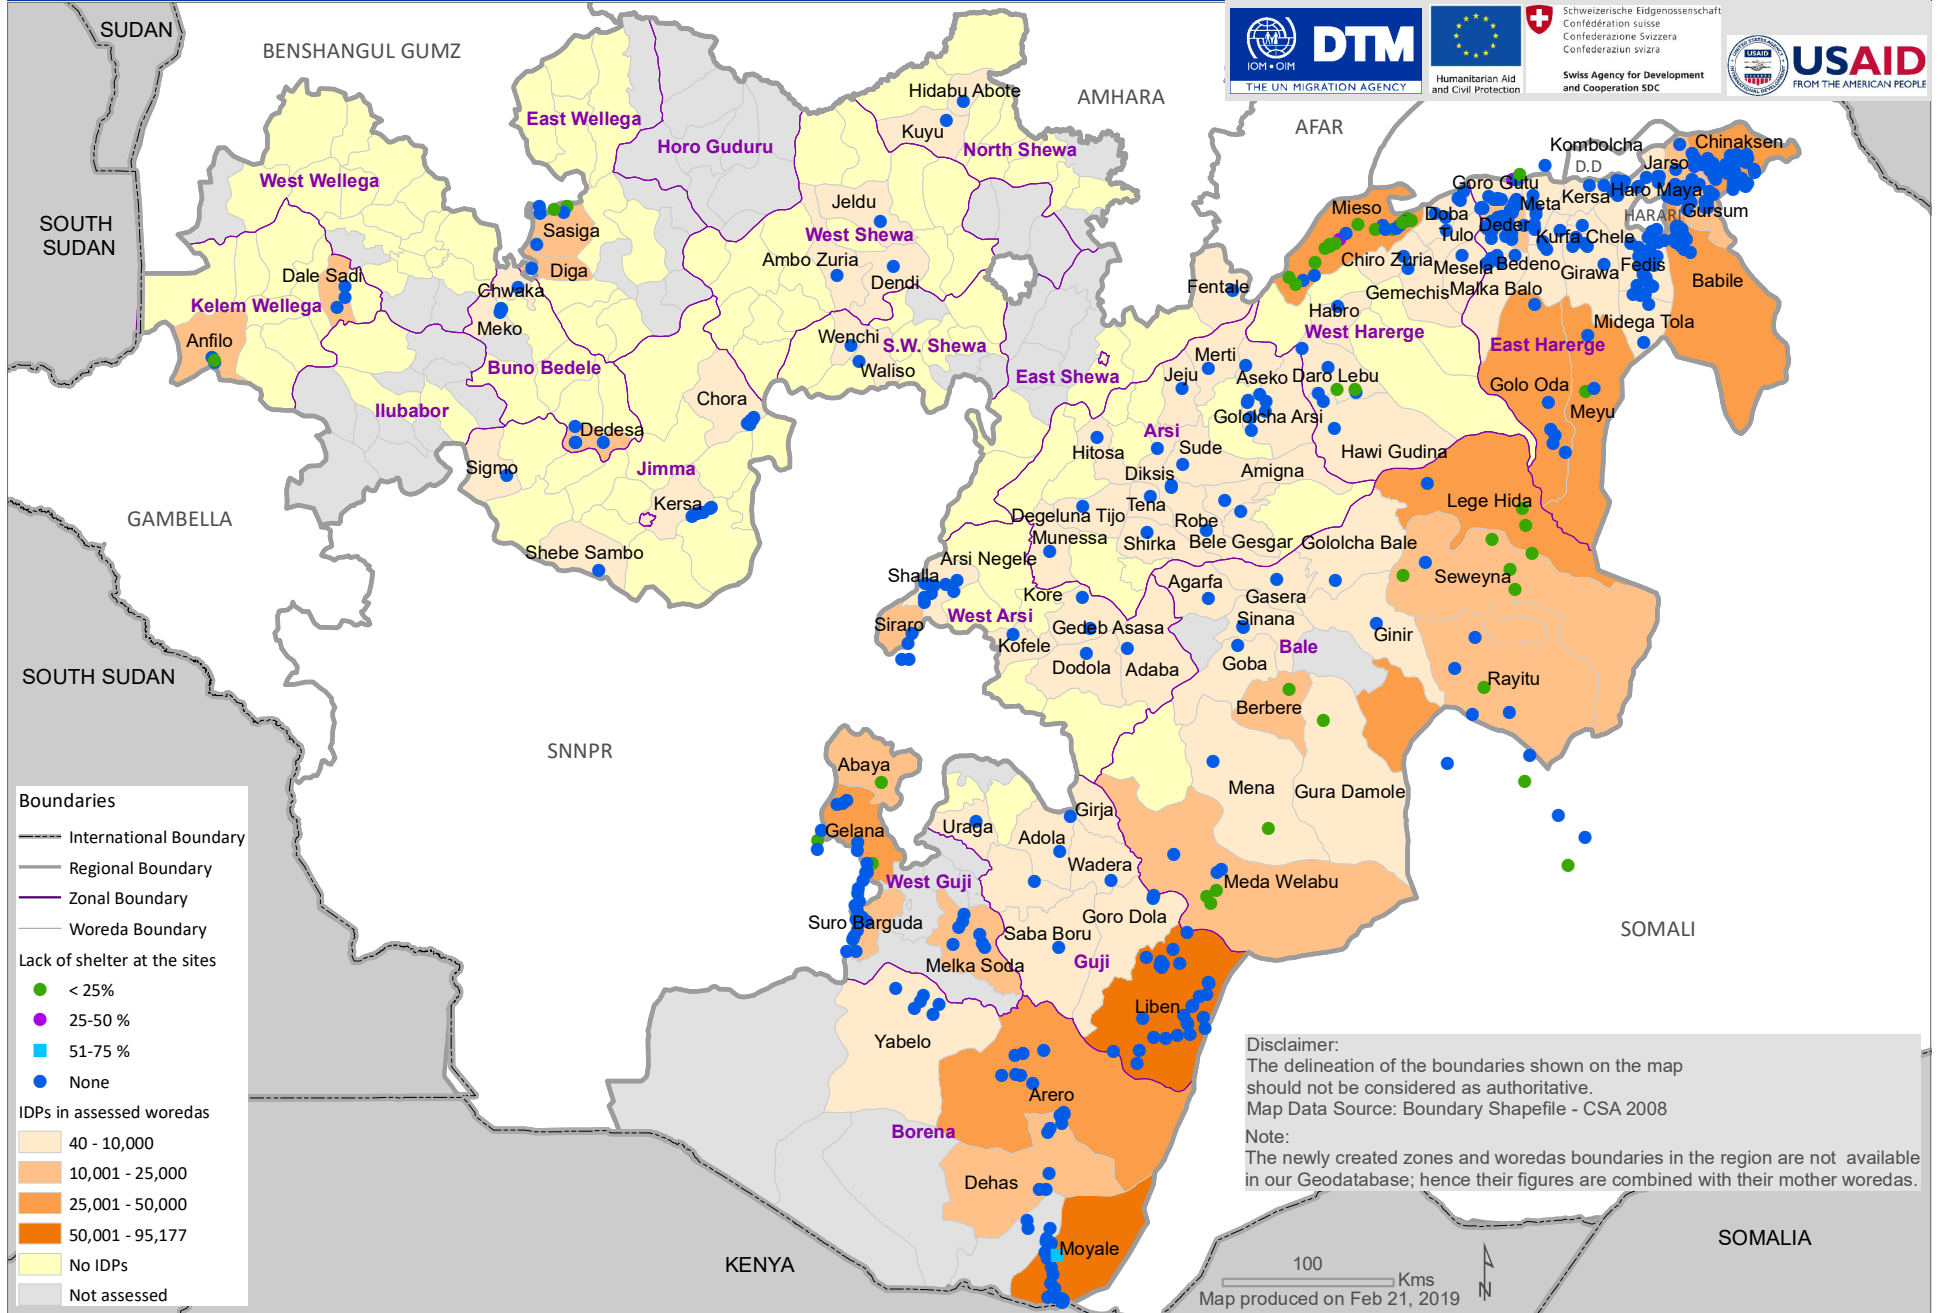 SUDAN
BENSHANGUL GUMZ
IOM • OIM
DTM
THE UN MIGRATION AGENCY
Humanitarian Aid
and Civil Protection
Schweizerische Eidgenossenschaft
Confédération suisse
Confederazione Svizzera
Confederaziun svizra
Swiss Agency for Development
and Cooperation SDC
USAID
USAID
FROM THE AMERICAN PEOPLE
AMHARA
AFAR
Hidabu Abote
Kuyu
East Wellega
Horo Guduru
North Shewa
West Wellega
Kombolcha
D.D
Chinaksen
Jarso
Goro Gutu
Kersa
Haro Maya
Meta
HARARI
Gursum
Jeldu
West Shewa
Mieso
Doba
Deder
Tulo
Kurfa Chele
SOUTH
SUDAN
Sasiga
Diga
Ambo Zuria
Dendi
Chiro Zuria
Mesela
Bedeno
Girawa
Fedis
Babile
Dale Sadi
Kelem Wellega
Chwaka
Meko
Fentale
Gemechis
Malka Balo
Habro
West Harerge
Midega Tola
East Harerge
Anfilo
Wenchi
S.W. Shewa
Waliso
Buno Bedele
East Shewa
Merti
Jeju
Aseko
Daro Lebu
Golo Oda
Meyu
Ilubabor
Chora
Gololcha Arsi
Dedesa
Arsi
Sude
Hitosa
Hawi Gudina
Diksis
Amigna
Sigmo
Jimma
Kersa
Lege Hida
GAMBELLA
Tena
Degeluna Tijo
Robe
Munessa
Shirka
Bele Gesgar
Gololcha Bale
Shebe Sambo
Arsi Negele
Shalla
Seweyna
Agarfa
Gasera
Kore
West Arsi
Siraro
Gedeb Asasa
Sinana
Kofele
Ginir
Bale
Dodola
Adaba
Goba
SOUTH SUDAN
Rayitu
Berbere
SNNPR
Abaya
Mena
Gura Damole
Girja
Gelana
Uraga
Adola
Wadera
West Guji
Meda Welabu
Suro Barguda
Goro Dola
Saba Boru
Guji
Melka Soda
SOMALI
Liben
Yabelo
Arero
Borena
Dehas
Moyale
KENYA
SOMALIA
Boundaries
International Boundary
Regional Boundary
Zonal Boundary
Woreda Boundary
Lack of shelter at the sites
< 25%
25-50 %
51-75 %
None
IDPs in assessed woredas
40 - 10,000
10,001 - 25,000
25,001 - 50,000
50,001 - 95,177
No IDPs
Not assessed
Disclaimer:
The delineation of the boundaries shown on the map
should not be considered as authoritative.
Map Data Source: Boundary Shapefile - CSA 2008
Note:
The newly created zones and woredas boundaries in the region are not available
in our Geodatabase; hence their figures are combined with their mother woredas.
100
Kms
N
Map produced on Feb 21, 2019